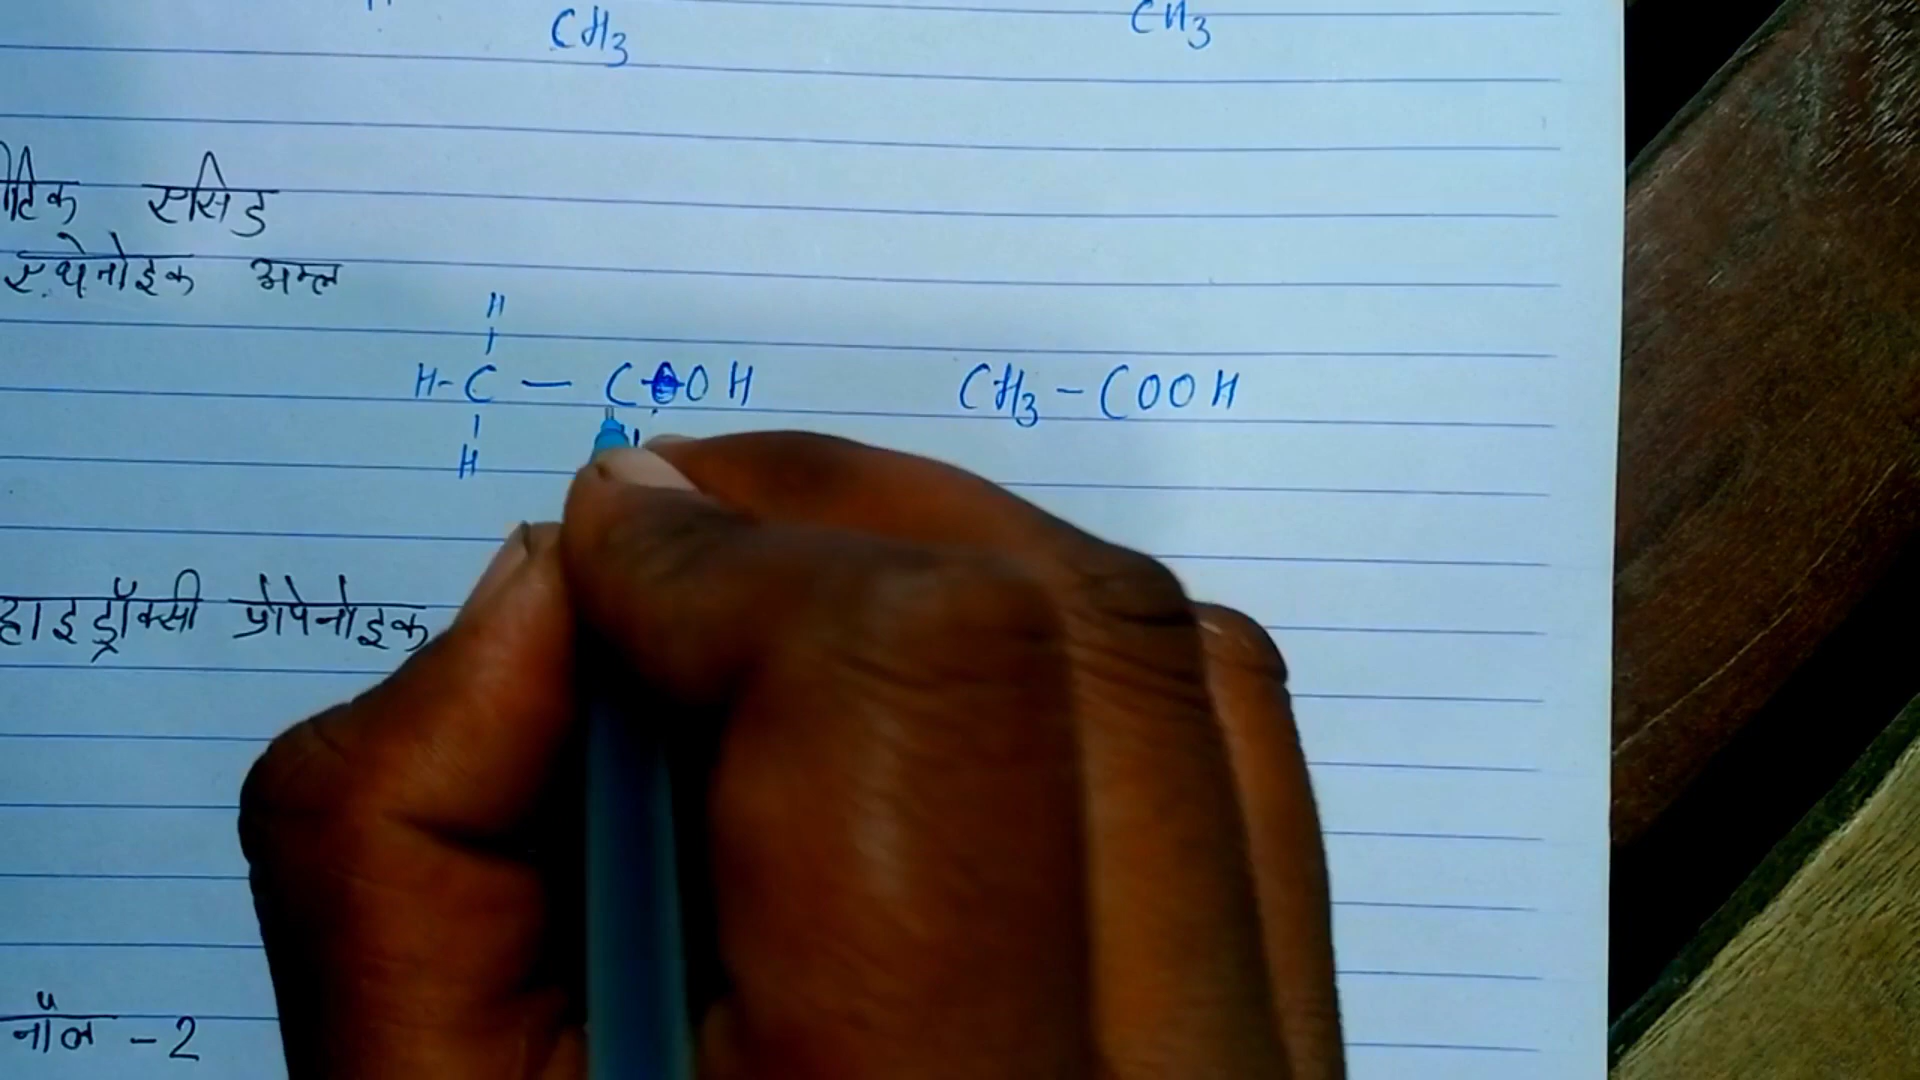 CH3 CH3
एसिड
एथेनोइक अम्ल
H
H-C — COOH CH3-COOH
H
हाइड्रॉक्सी प्रोपेनोइक
नॉल -2